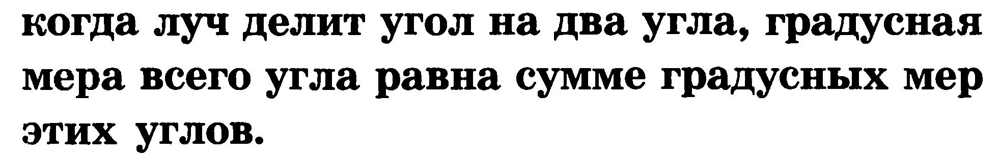 когда луч делит угол на два угла, градусная
мера всего угла равна сумме градусных мер
этих углов.